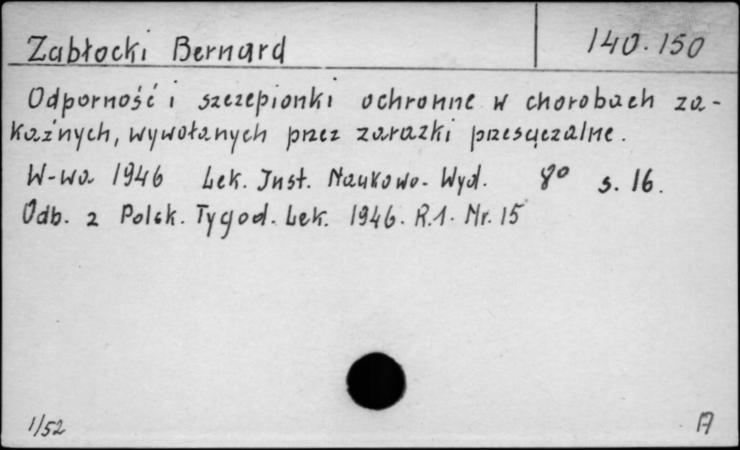 Zabłocki Bernard
140.150
Odporność i szczepionki ochronne w chorobach za-
kaźnych, wywołanych przez zarazki przesączalne.
W-wa 1946 Lek. Inst. Naukowo-Wyd. 8° s. 16.
Odb. z Polsk. Tygod. Lek. 1946. R.1. Nr. 15
1/52
A